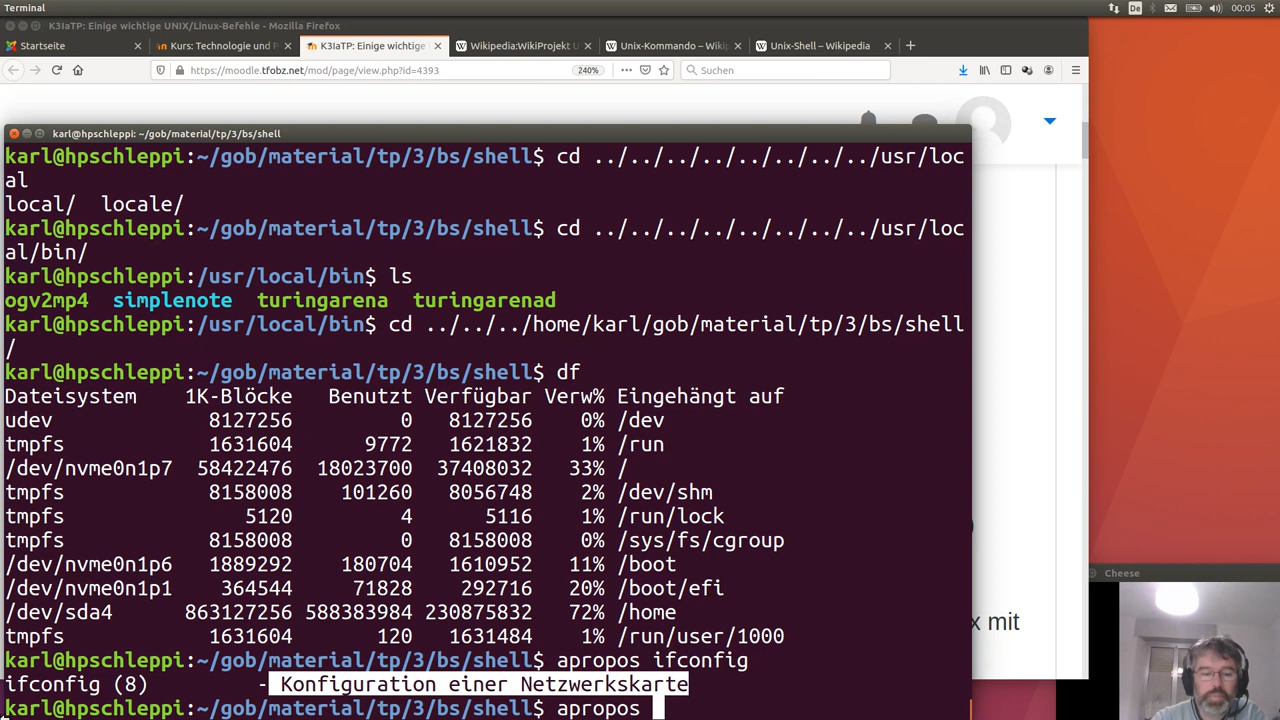 Terminal
De
00:05
K3IaTP: Einige wichtige UNIX/Linux-Befehle - Mozilla Firefox
Startseite
Kurs: Technologie und P
K3IaTP: Einige wichtige
Wikipedia:WikiProjekt U
Unix-Kommando – Wikip
Unix-Shell – Wikipedia
https://moodle.tfobz.net/mod/page/view.php?id=4393
240%
Suchen
karl@hpschleppi: ~/gob/material/tp/3/bs/shell
karl@hpschleppi:~/gob/material/tp/3/bs/shell$ cd ../../../../../../../../usr/loc
al
local/ locale/
karl@hpschleppi:~/gob/material/tp/3/bs/shell$ cd ../../../../../../../../usr/loc
al/bin/
karl@hpschleppi:/usr/local/bin$ ls
ogv2mp4 simplenote turingarena turingarenad
karl@hpschleppi:/usr/local/bin$ cd ../../../home/karl/gob/material/tp/3/bs/shell
/
karl@hpschleppi:~/gob/material/tp/3/bs/shell$ df
Dateisystem 1K-Blöcke Benutzt Verfügbar Verw% Eingehängt auf
udev 8127256 0 8127256 0% /dev
tmpfs 1631604 9772 1621832 1% /run
/dev/nvme0n1p7 58422476 18023700 37408032 33% /
tmpfs 8158008 101260 8056748 2% /dev/shm
tmpfs 5120 4 5116 1% /run/lock
tmpfs 8158008 0 8158008 0% /sys/fs/cgroup
/dev/nvme0n1p6 1889292 180704 1610952 11% /boot
/dev/nvme0n1p1 364544 71828 292716 20% /boot/efi
/dev/sda4 863127256 588383984 230875832 72% /home
tmpfs 1631604 120 1631484 1% /run/user/1000
karl@hpschleppi:~/gob/material/tp/3/bs/shell$ apropos ifconfig
ifconfig (8) - Konfiguration einer Netzwerkskarte
karl@hpschleppi:~/gob/material/tp/3/bs/shell$ apropos
Cheese
x mit